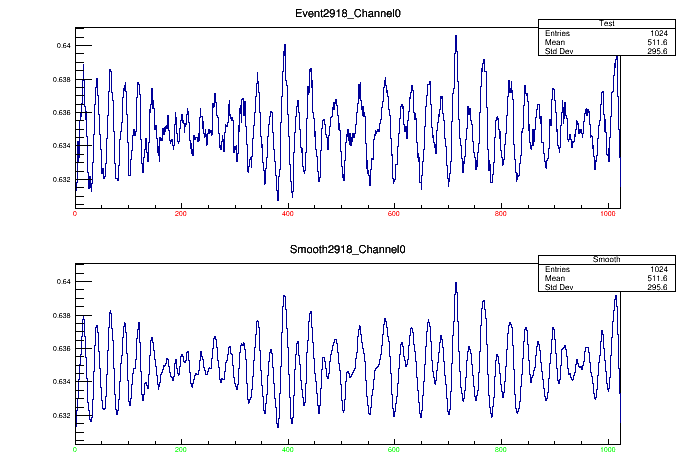 Event2918_Channel0
Test
Entries 1024
Mean 511.6
Std Dev 295.6
0.64
0.638
0.636
0.634
0.632
0 200 400 600 800 1000
Smooth2918_Channel0
Smooth
Entries 1024
Mean 511.6
Std Dev 295.6
0.64
0.638
0.636
0.634
0.632
0 200 400 600 800 1000